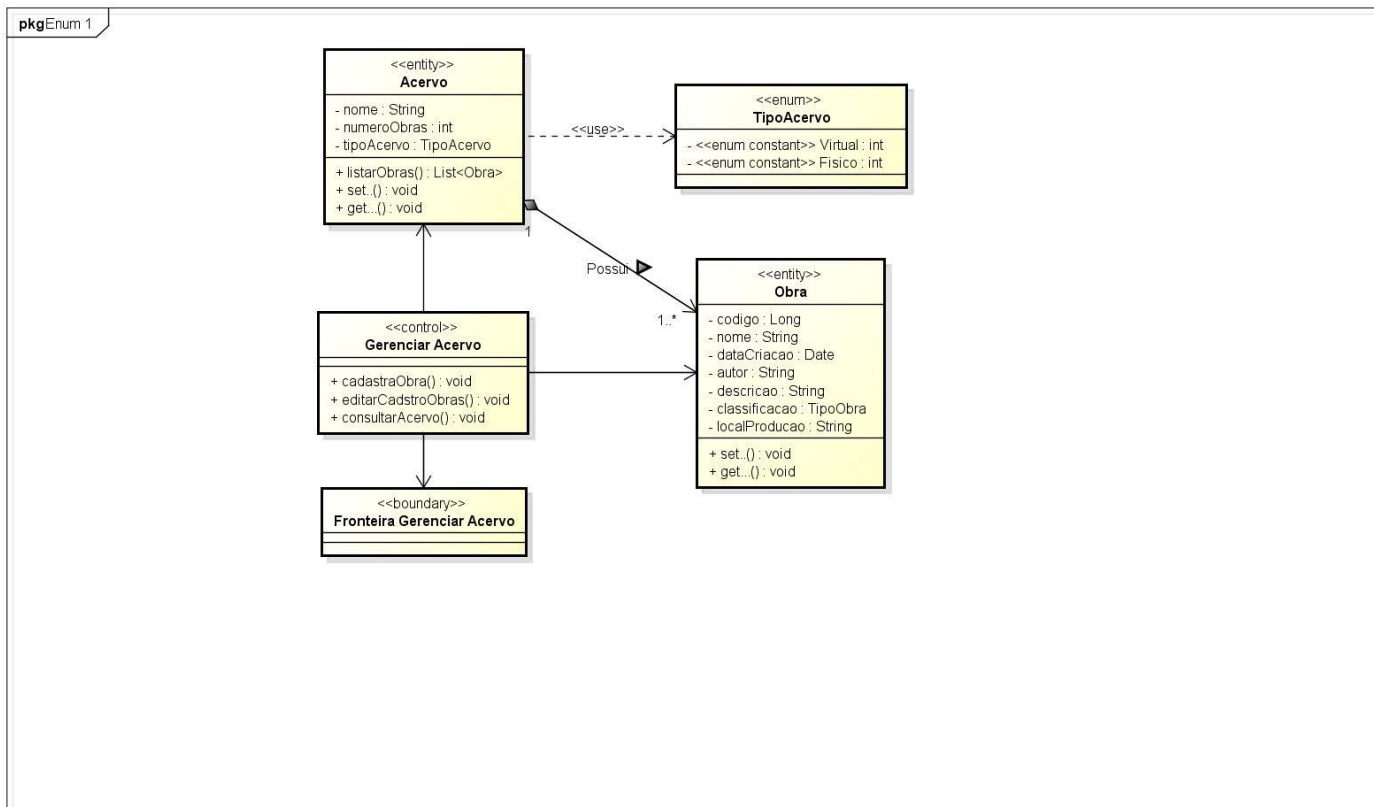 pkgEnum 1
<<entity>>
Acervo
- nome : String
- numeroObras : int
- tipoAcervo : TipoAcervo
+ listarObras() : List<Obra>
+ set..() : void
+ get...() : void
<<use>>
<<enum>>
TipoAcervo
- <<enum constant>> Virtual : int
- <<enum constant>> Fisico : int
1
Possui
1..*
<<entity>>
Obra
- codigo : Long
- nome : String
- dataCriacao : Date
- autor : String
- descricao : String
- classificacao : TipoObra
- localProducao : String
+ set..() : void
+ get...() : void
<<control>>
Gerenciar Acervo
+ cadastraObra() : void
+ editarCadstroObras() : void
+ consultarAcervo() : void
<<boundary>>
Fronteira Gerenciar Acervo